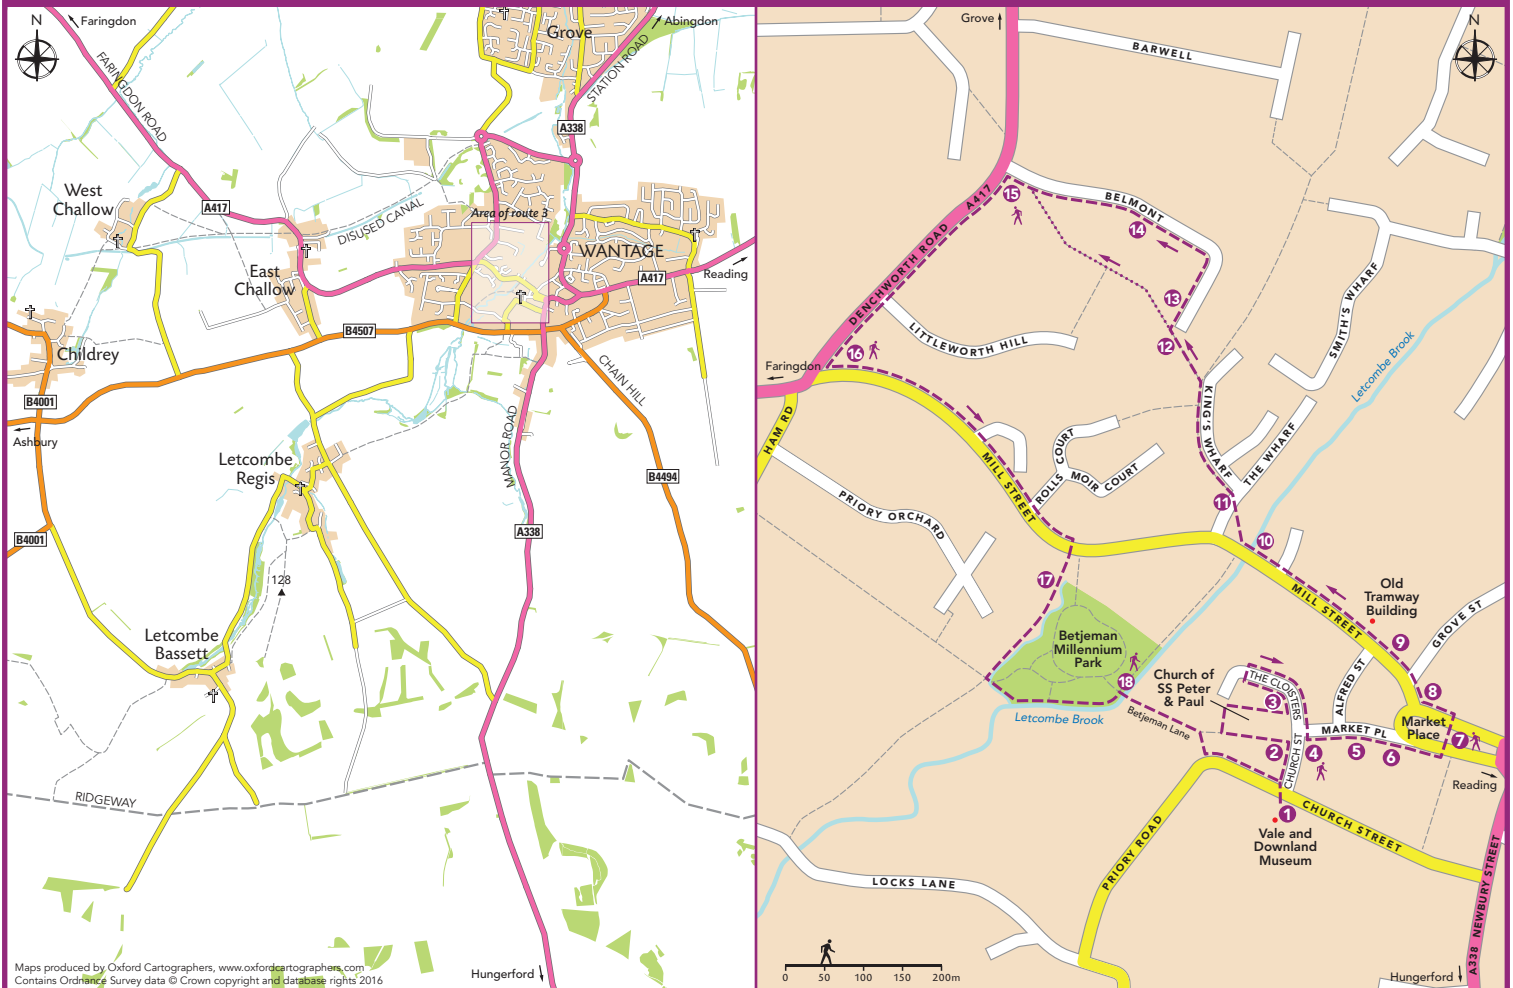 N
Faringdon
FARINGDON ROAD
Grove
Abingdon
STATION ROAD
A338
West
Challow
A417
DISUSED CANAL
Area of route 3
WANTAGE
A417
Reading
East
Challow
B4507
Childrey
B4001
Ashbury
CHAIN HILL
MANOR ROAD
Letcombe
Regis
B4494
A338
B4001
128
Letcombe
Bassett
RIDGEWAY
Hungerford
Maps produced by Oxford Cartographers, www.oxfordcartographers.com
Contains Ordnance Survey data © Crown copyright and database rights 2016
Grove
N
BARWELL
A417
DENCHWORTH ROAD
15
BELMONT
14
13
12
LITTLEWORTH HILL
16
Faringdon
HAM RD
SMITH'S WHARF
Letcombe Brook
KING'S WHARF
THE WHARF
MILL STREET
ROLLS COURT
MOIR COURT
PRIORY ORCHARD
11
10
17
MILL STREET
Old
Tramway
Building
9
GROVE ST
Betjeman
Millennium
Park
18
Church of
SS Peter
& Paul
THE CLOISTERS
3
ALFRED ST
8
Letcombe Brook
Betjeman Lane
MARKET PL
Market
Place
7
2
CHURCH ST
4
5
6
Reading
1
CHURCH STREET
Vale and
Downland
Museum
PRIORY ROAD
LOCKS LANE
A338 NEWBURY STREET
0 50 100 150 200m
Hungerford